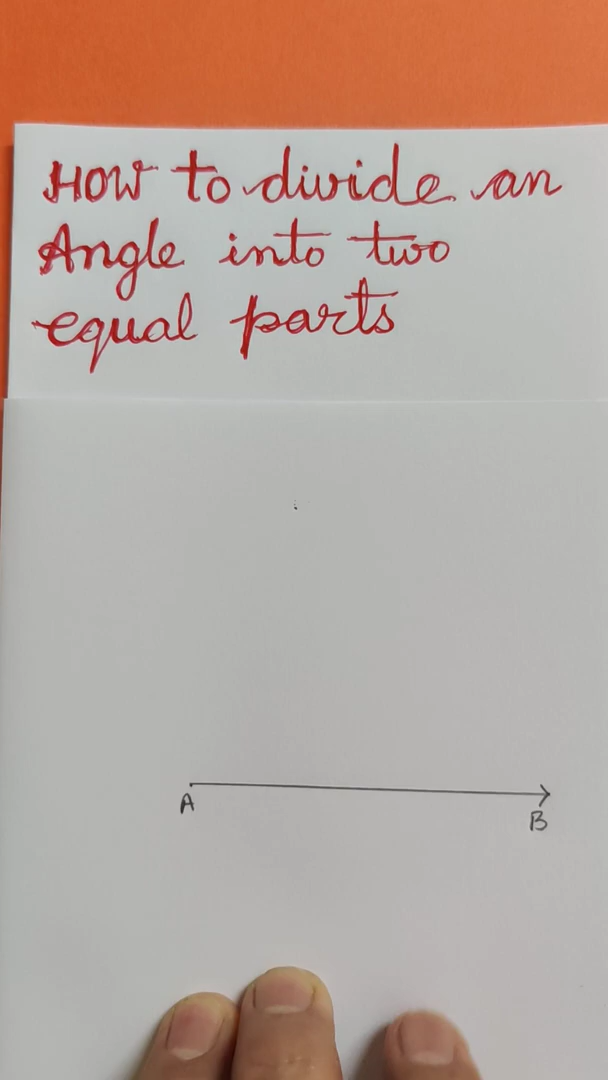 How to divide an
Angle into two
equal parts
A
B